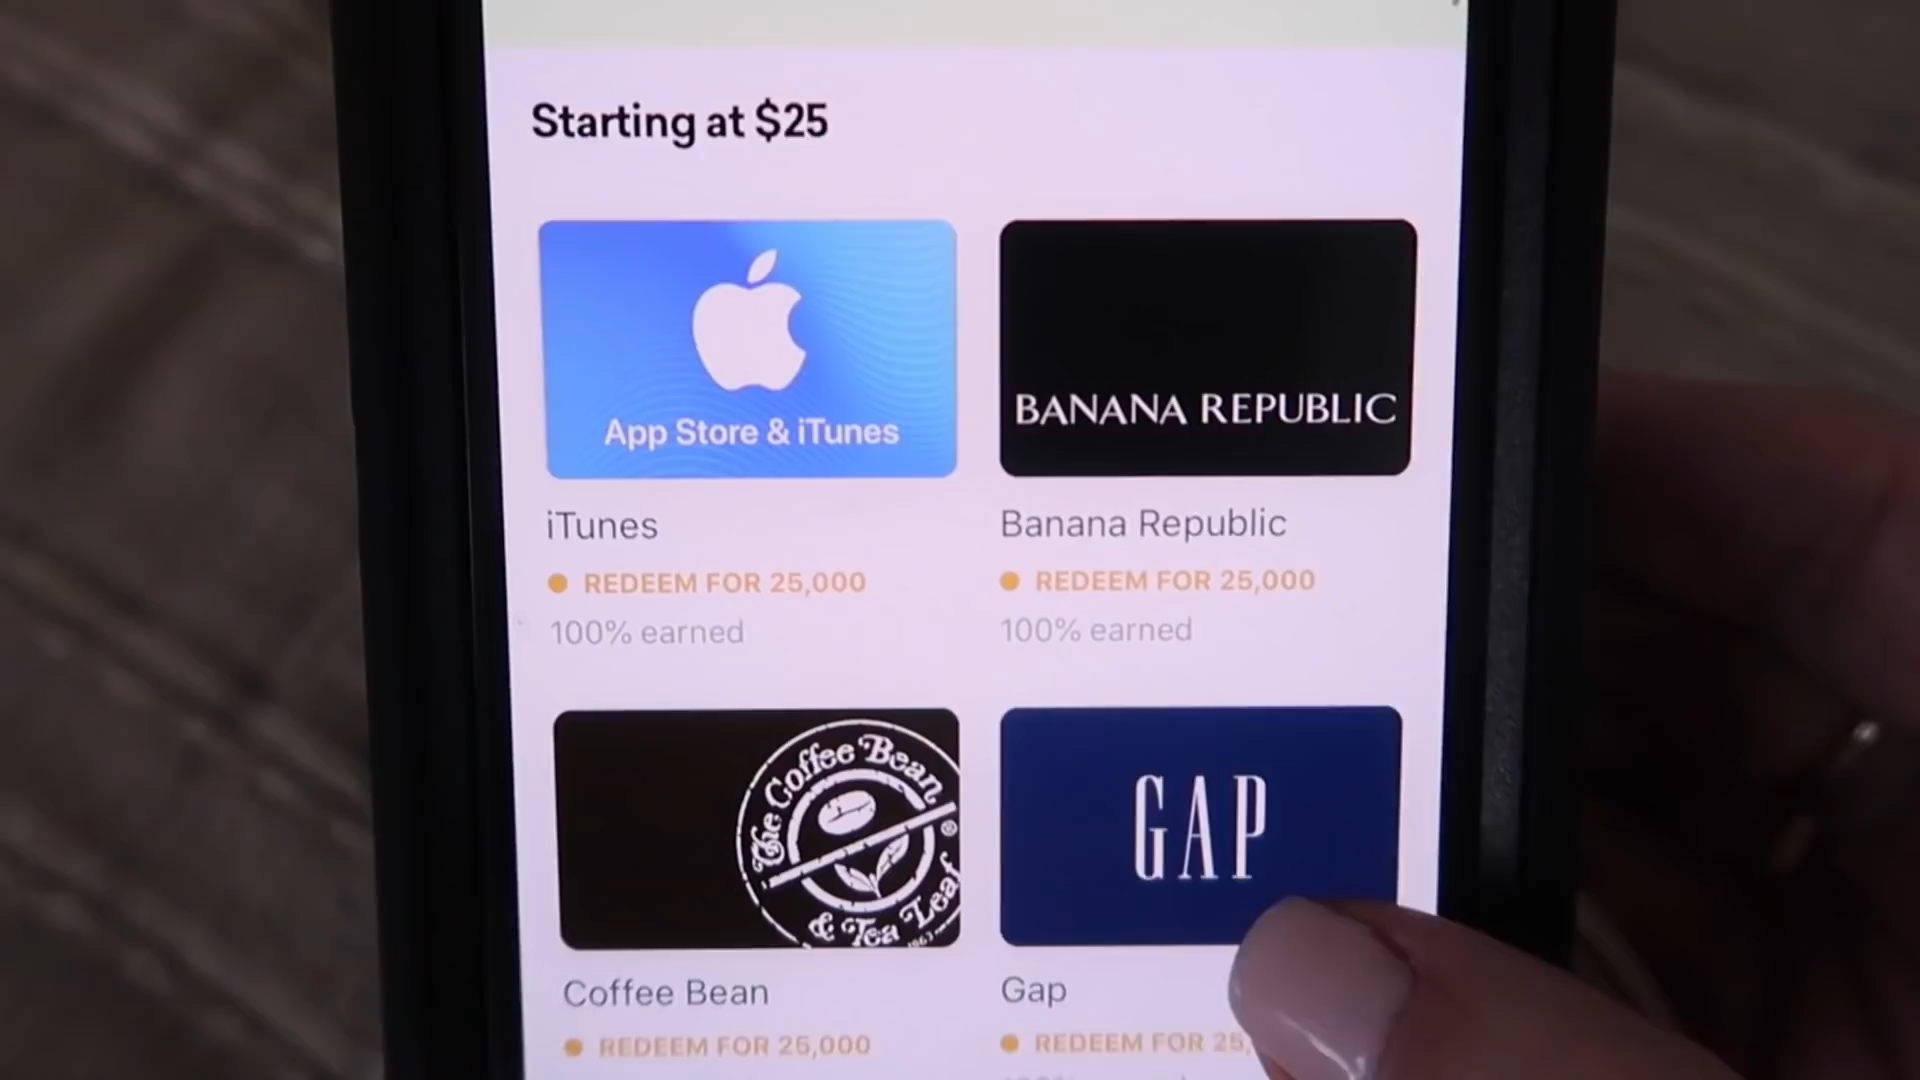 Starting at $25
App Store & iTunes
BANANA REPUBLIC
iTunes
Banana Republic
REDEEM FOR 25,000
REDEEM FOR 25,000
100% earned
100% earned
The Coffee Bean
& Tea Leaf
®
1963
GAP
Coffee Bean
Gap
REDEEM FOR 25,000
REDEEM FOR 25,